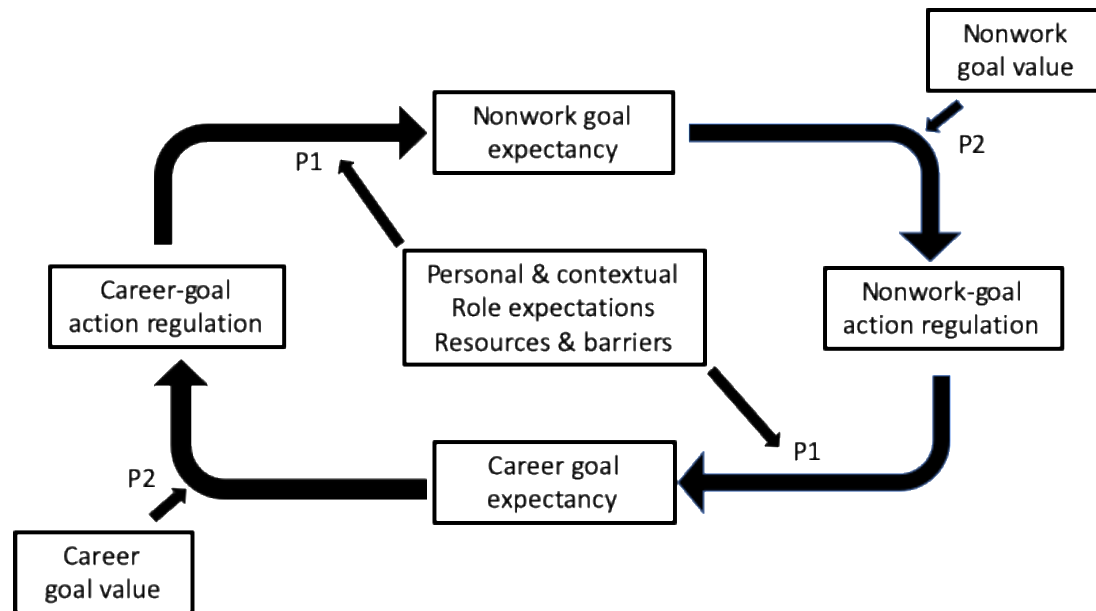 Nonwork
goal value
Nonwork goal
expectancy
P1
P2
Career-goal
action regulation
Personal & contextual
Role expectations
Resources & barriers
Nonwork-goal
action regulation
P1
Career goal
expectancy
P2
Career
goal value